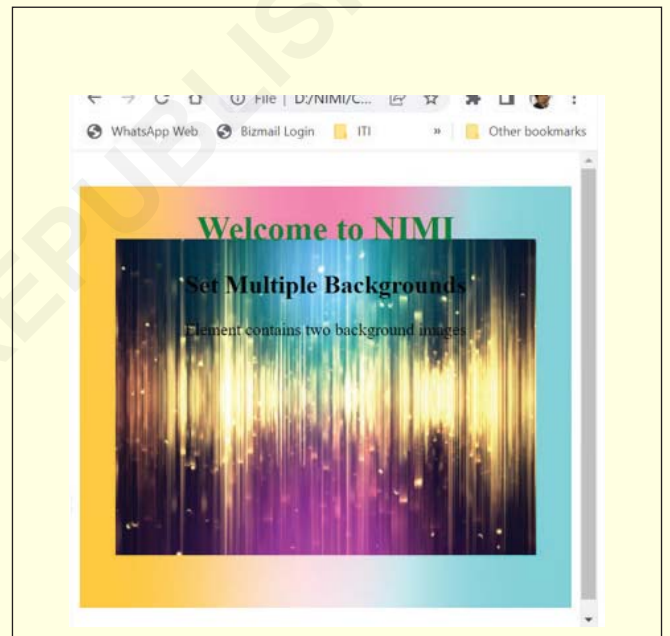 REPUBLIS
File | D:/NIMI/C...
WhatsApp Web Bizmail Login ITI » Other bookmarks
Welcome to NIMI
Set Multiple Backgrounds
Element contains two background images